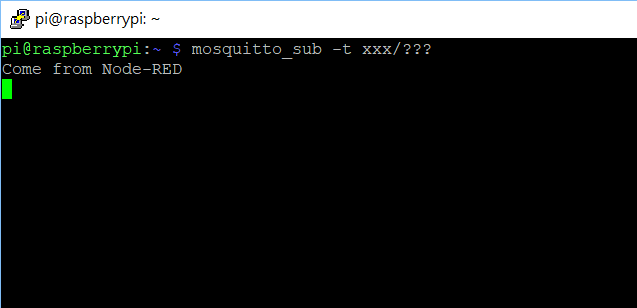 pi@raspberrypi: ~
pi@raspberrypi:~ $ mosquitto_sub -t xxx/???
Come from Node-RED